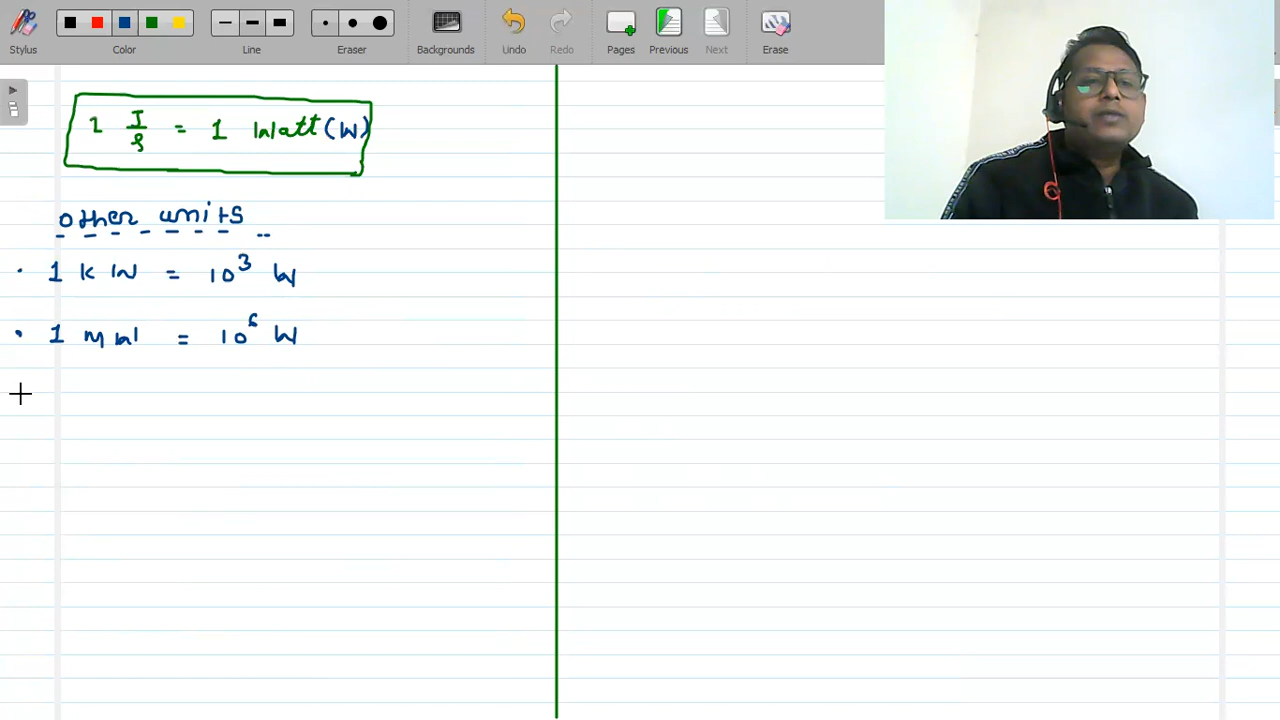 Stylus Color Line Eraser Backgrounds Undo Redo Pages Previous Next Erase
1 J/s = 1 Watt (W)
other units
• 1 kW = 10³ W
• 1 MW = 10⁶ W